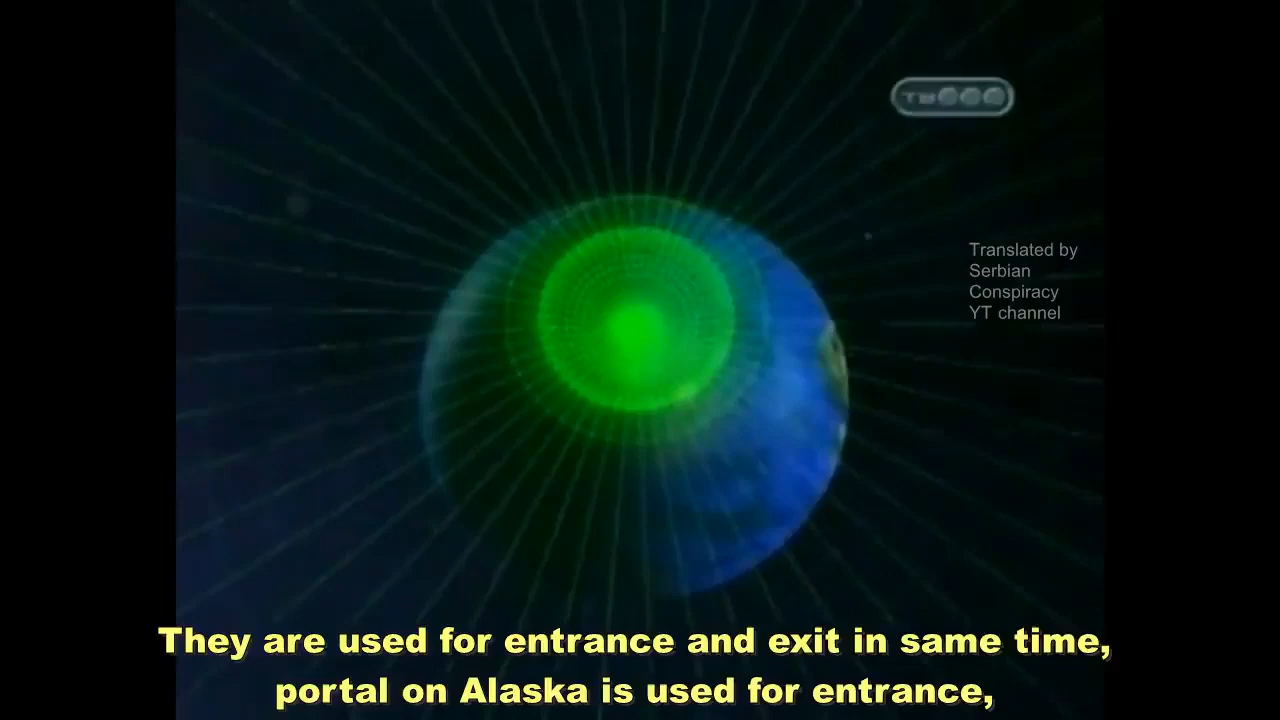 Translated by
Serbian
Conspiracy
YT channel
They are used for entrance and exit in same time,
portal on Alaska is used for entrance,